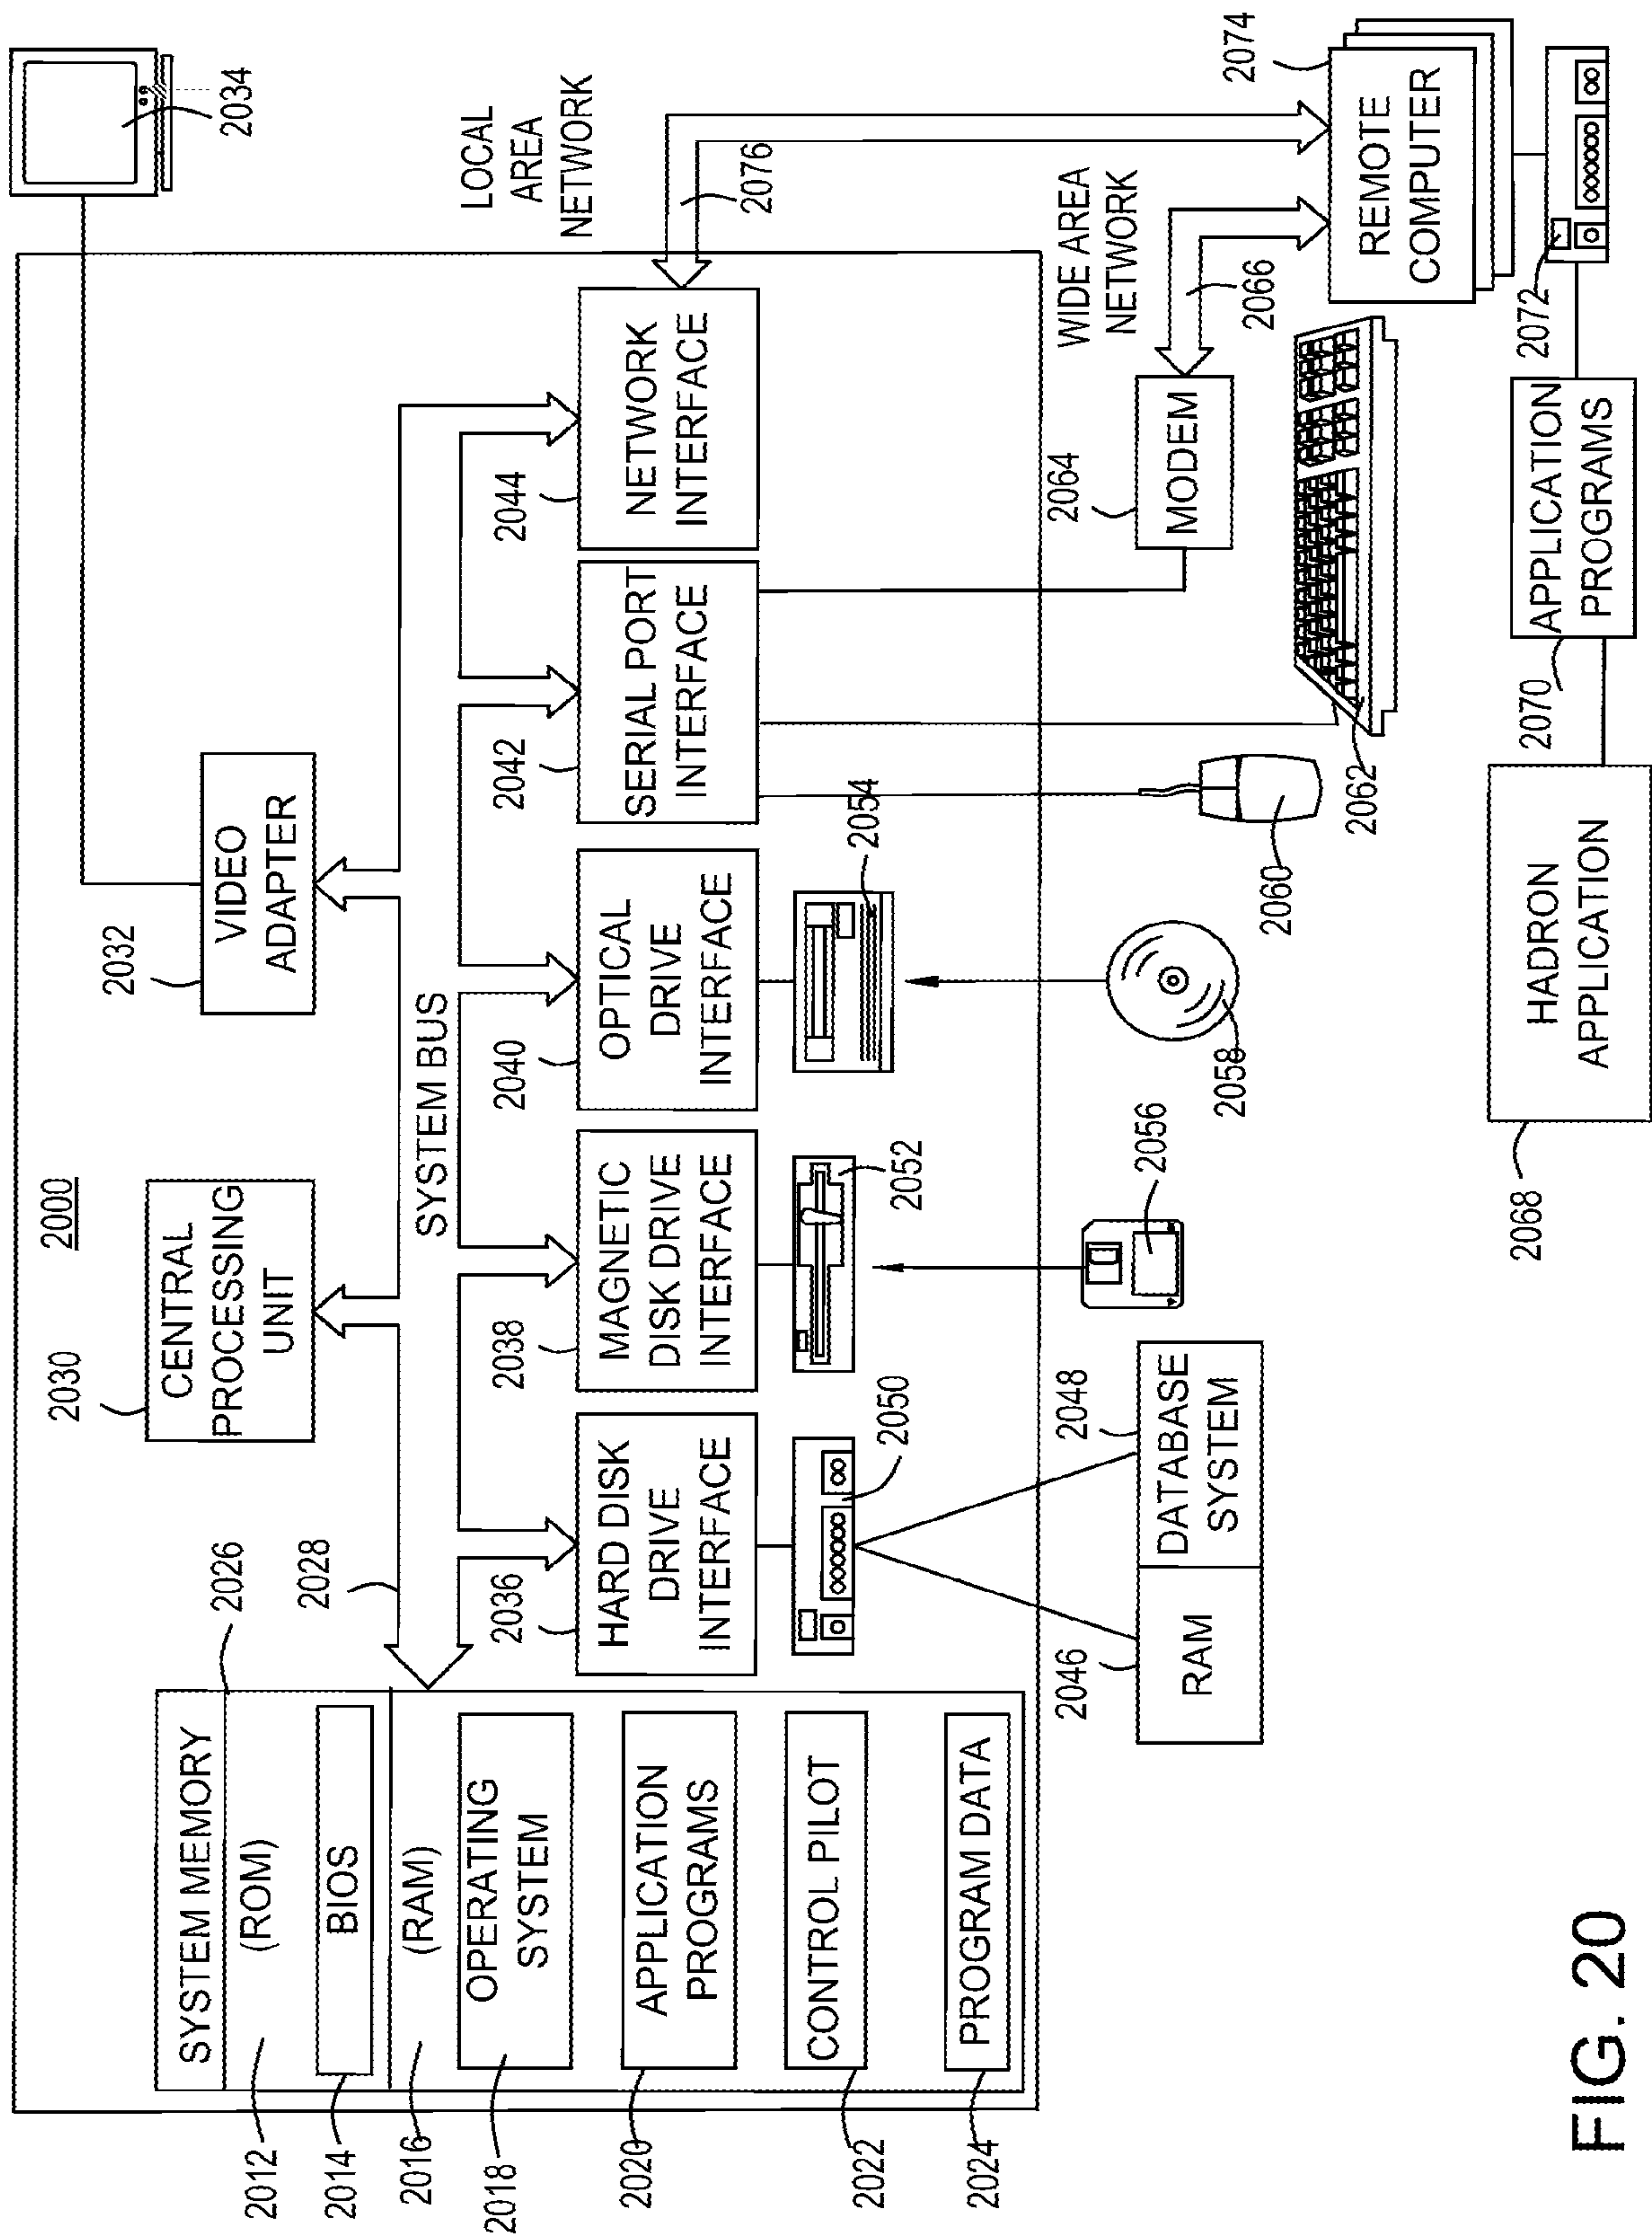 2000
2034
2032
VIDEO
ADAPTER
2030
CENTRAL
PROCESSING
UNIT
2026
2028
SYSTEM BUS
SYSTEM MEMORY
2012
(ROM)
2014
BIOS
2016
(RAM)
2018
OPERATING
SYSTEM
2020
APPLICATION
PROGRAMS
2022
CONTROL PILOT
2024
PROGRAM DATA
2036
HARD DISK
DRIVE
INTERFACE
2038
MAGNETIC
DISK DRIVE
INTERFACE
2040
OPTICAL
DRIVE
INTERFACE
2042
SERIAL PORT
INTERFACE
2044
NETWORK
INTERFACE
LOCAL
AREA
NETWORK
2076
2050
2052
2054
2046
RAM
2048
DATABASE
SYSTEM
2056
2058
2060
2062
2064
MODEM
WIDE AREA
NETWORK
2066
2074
REMOTE
COMPUTER
2072
2070
APPLICATION
PROGRAMS
2068
HADRON
APPLICATION
FIG. 20